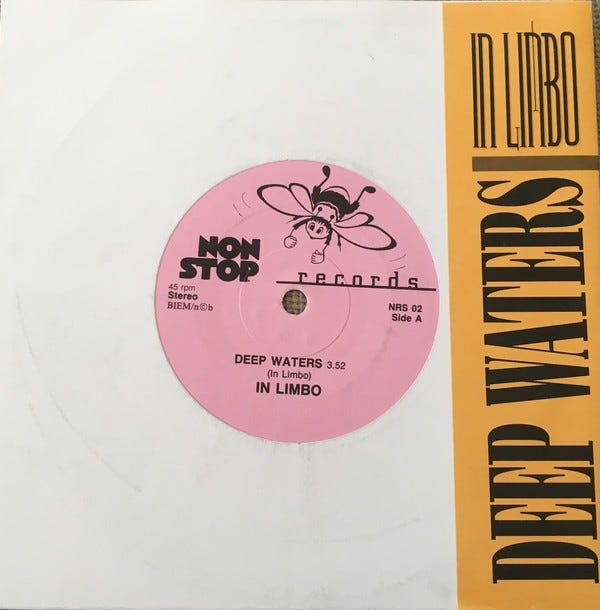 NON
STOP
records
45 rpm
Stereo
BIEM/n©b
NRS 02
Side A
DEEP WATERS 3.52
(In Limbo)
IN LIMBO
DEEP WATERS
IN LIMBO